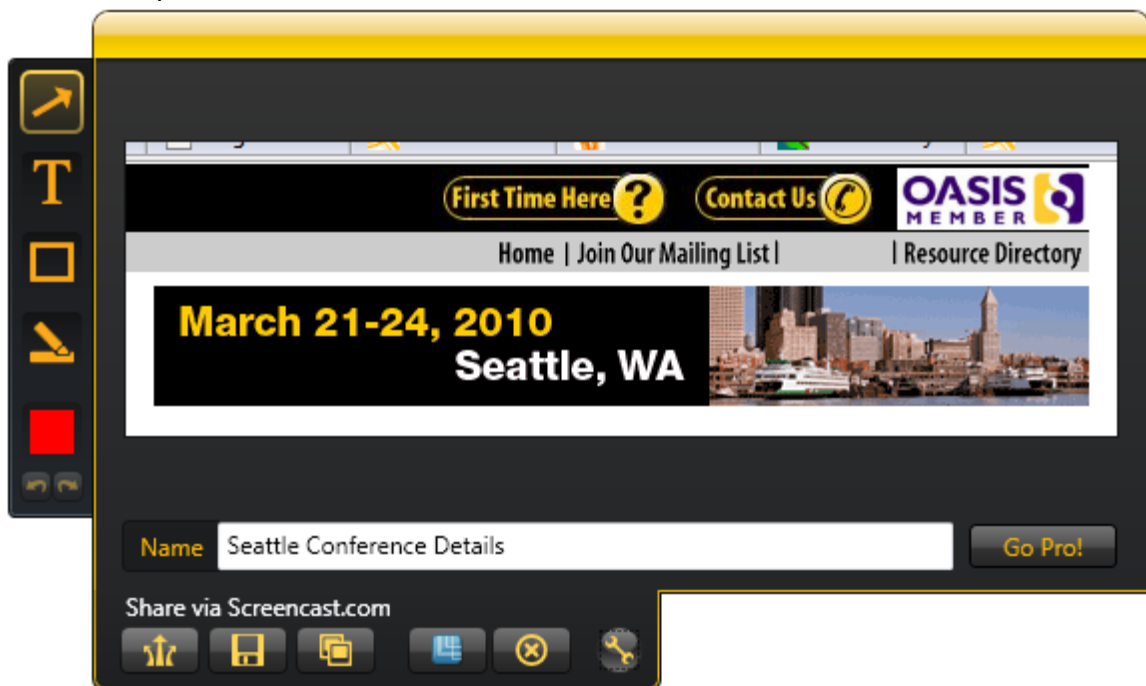 T
First Time Here ? Contact Us OASIS
MEMBER
Home | Join Our Mailing List | | Resource Directory
March 21-24, 2010
Seattle, WA
Name Seattle Conference Details Go Pro!
Share via Screencast.com